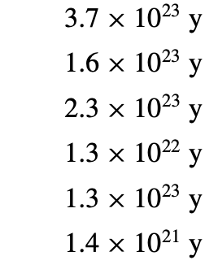 3.7 × 10²³ y
1.6 × 10²³ y
2.3 × 10²³ y
1.3 × 10²² y
1.3 × 10²³ y
1.4 × 10²¹ y